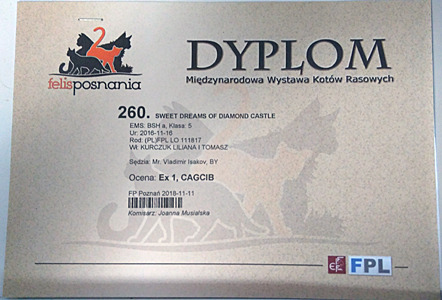 felisposnania
DYPLOM
Międzynarodowa Wystawa Kotów Rasowych
260. SWEET DREAMS OF DIAMOND CASTLE
EMS: BSH a, Klasa: 5
Ur: 2016-11-16
Rod: (PL)FPL LO 111817
Wł: KURCZUK LILIANA I TOMASZ
Sędzia: Mr. Vladimir Isakov, BY
Ocena: Ex 1, CAGCIB
FP Poznań 2018-11-11
Komisarz: Joanna Musialska
FPL